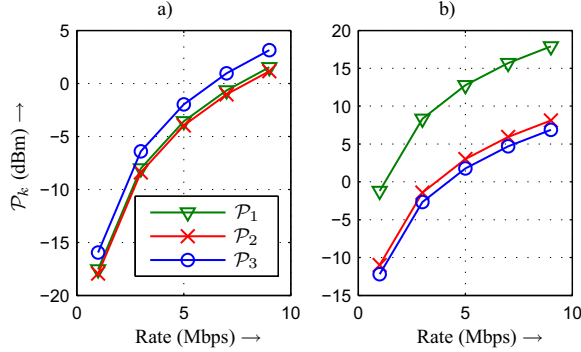 a)
b)
5
0
−5
−10
−15
−20
20
15
10
5
0
−5
−10
−15
𝒫k (dBm) →
𝒫1
𝒫2
𝒫3
0 5 10
0 5 10
Rate (Mbps) →
Rate (Mbps) →